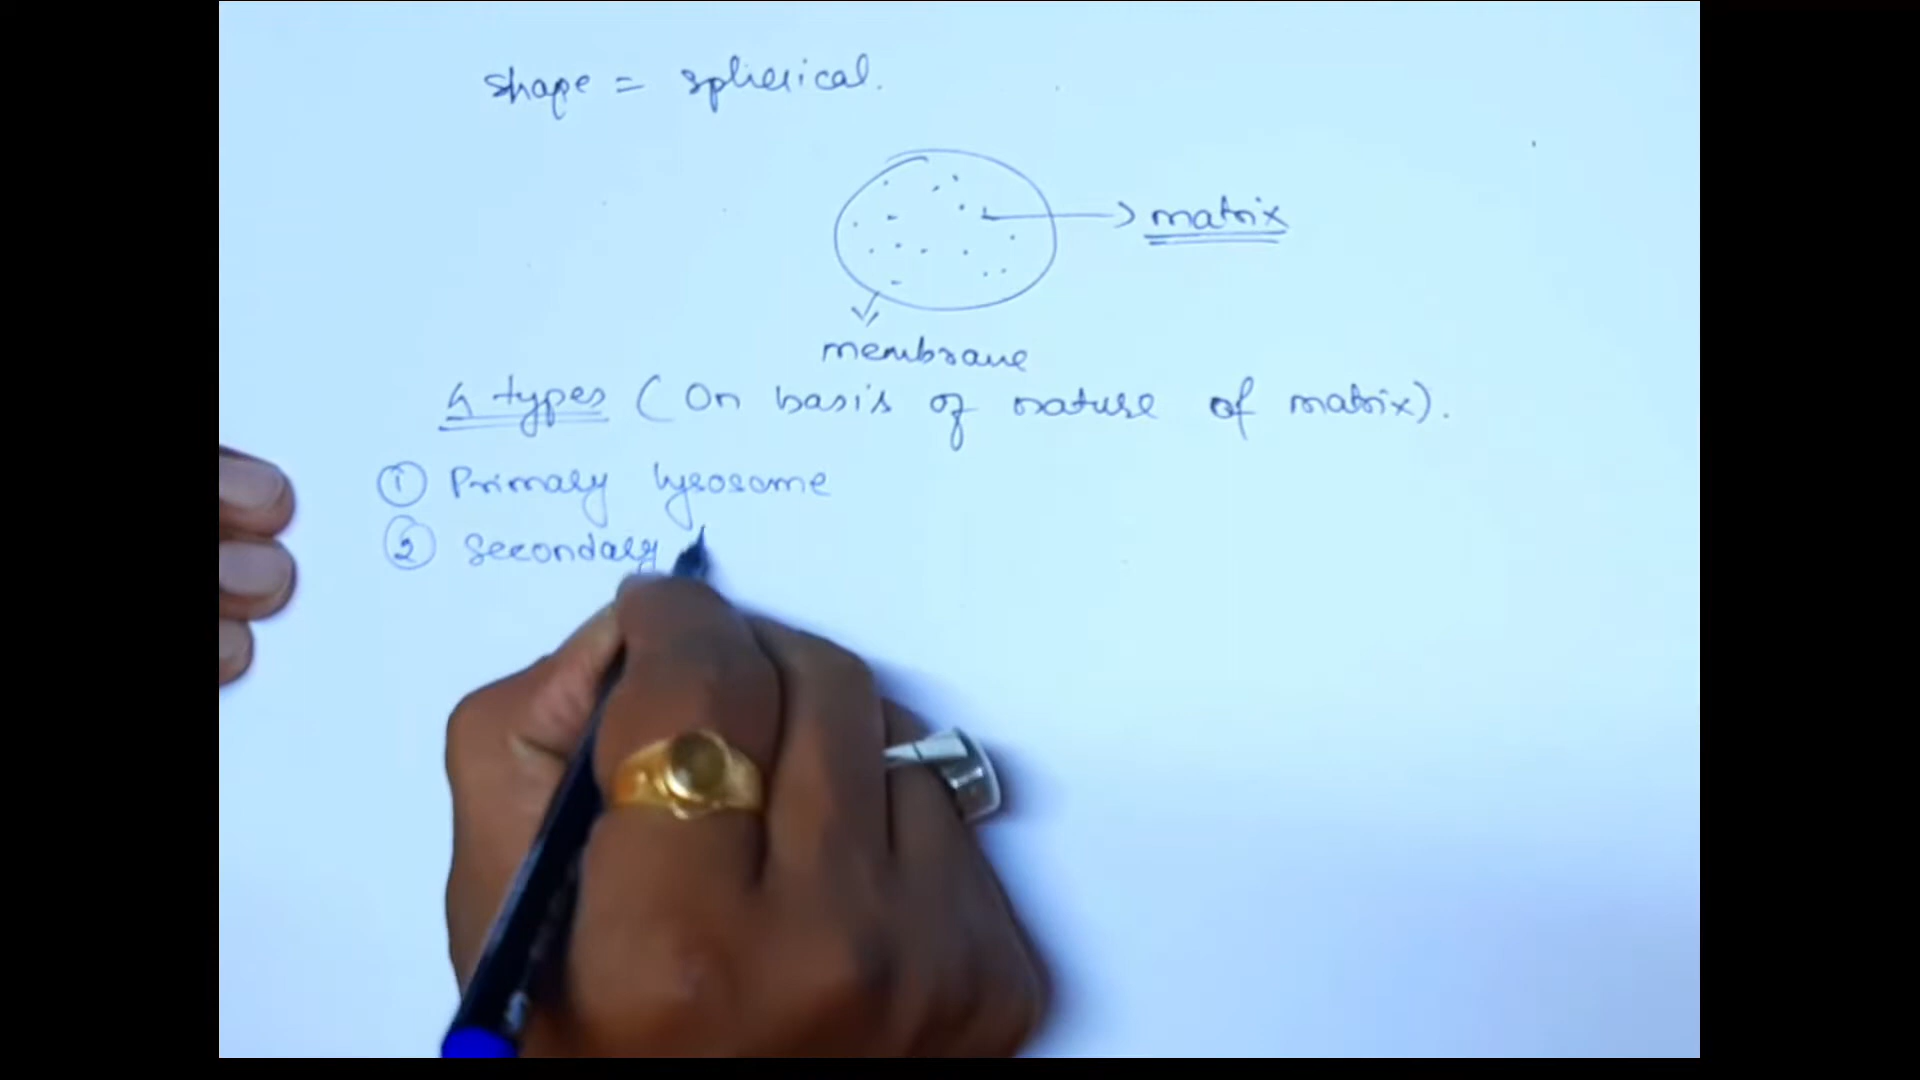 shape = spherical.
matrix
membrane
4 types (On basis of nature of matrix).
① Primary lysosome
② Secondary